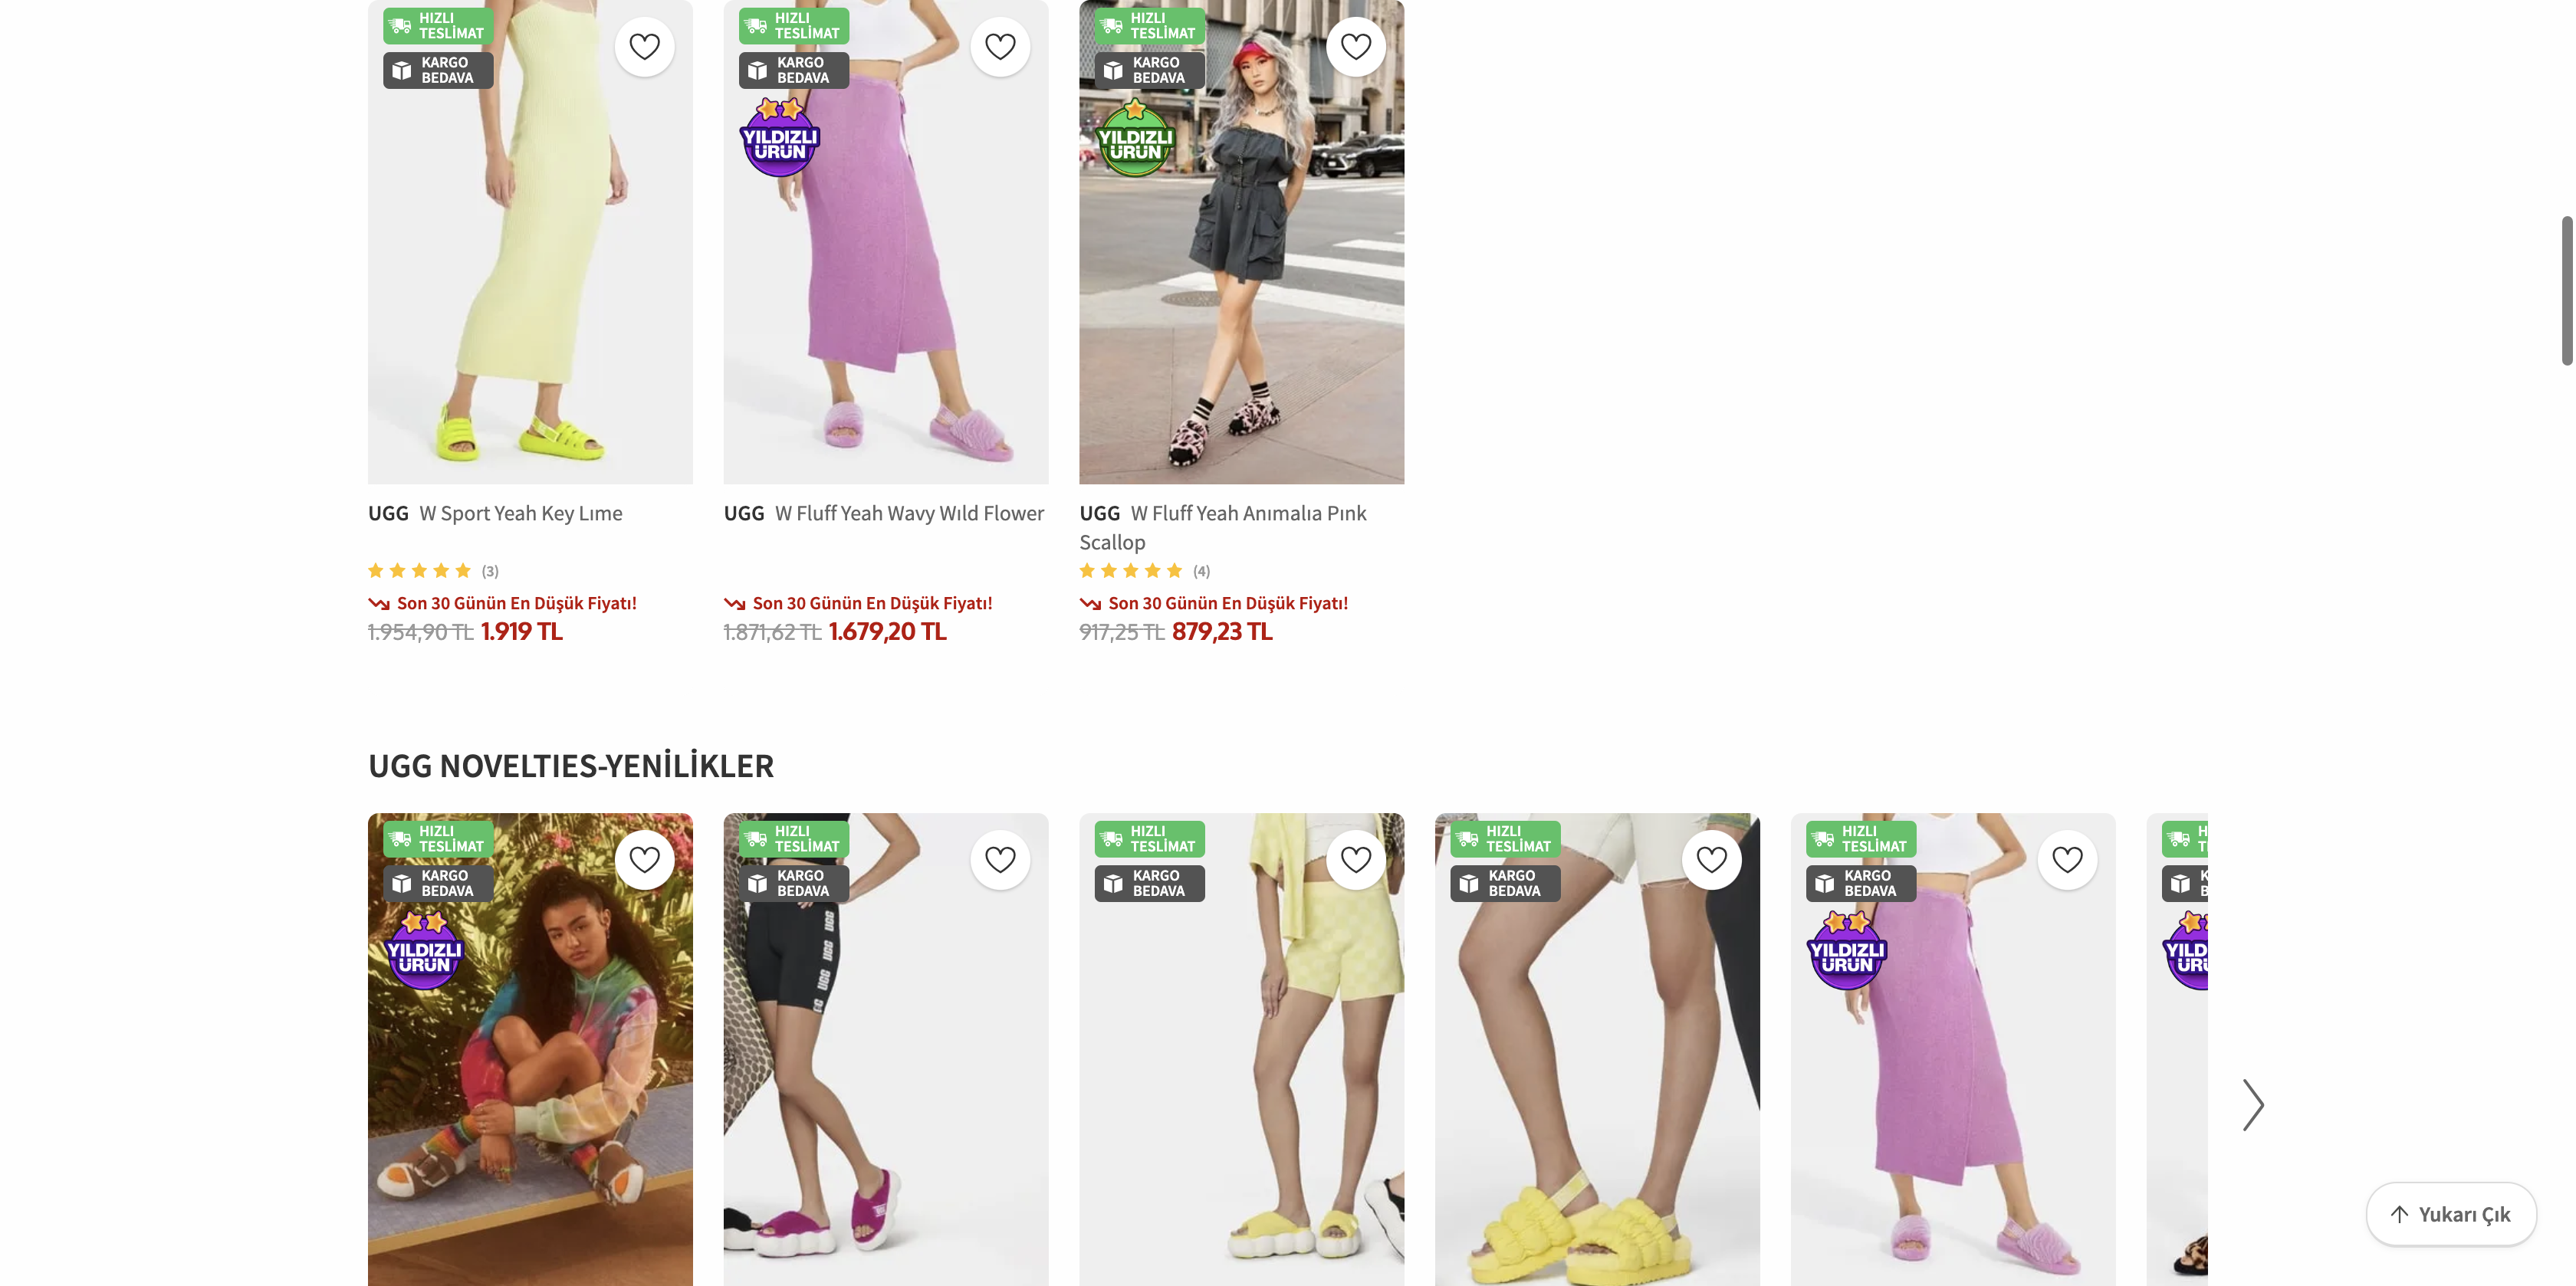 HIZLI
TESLİMAT
KARGO
BEDAVA
HIZLI
TESLİMAT
KARGO
BEDAVA
YILDIZLI
ÜRÜN
HIZLI
TESLİMAT
KARGO
BEDAVA
YILDIZLI
ÜRÜN
UGG W Sport Yeah Key Lıme
(3)
Son 30 Günün En Düşük Fiyatı!
1.954,90 TL 1.919 TL
UGG W Fluff Yeah Wavy Wıld Flower
Son 30 Günün En Düşük Fiyatı!
1.871,62 TL 1.679,20 TL
UGG W Fluff Yeah Anımalıa Pınk
Scallop
(4)
Son 30 Günün En Düşük Fiyatı!
917,25 TL 879,23 TL
UGG NOVELTIES-YENİLİKLER
HIZLI
TESLİMAT
KARGO
BEDAVA
YILDIZLI
ÜRÜN
HIZLI
TESLİMAT
KARGO
BEDAVA
UGG UGG UGG
HIZLI
TESLİMAT
KARGO
BEDAVA
HIZLI
TESLİMAT
KARGO
BEDAVA
HIZLI
TESLİMAT
KARGO
BEDAVA
YILDIZLI
ÜRÜN
Yukarı Çık